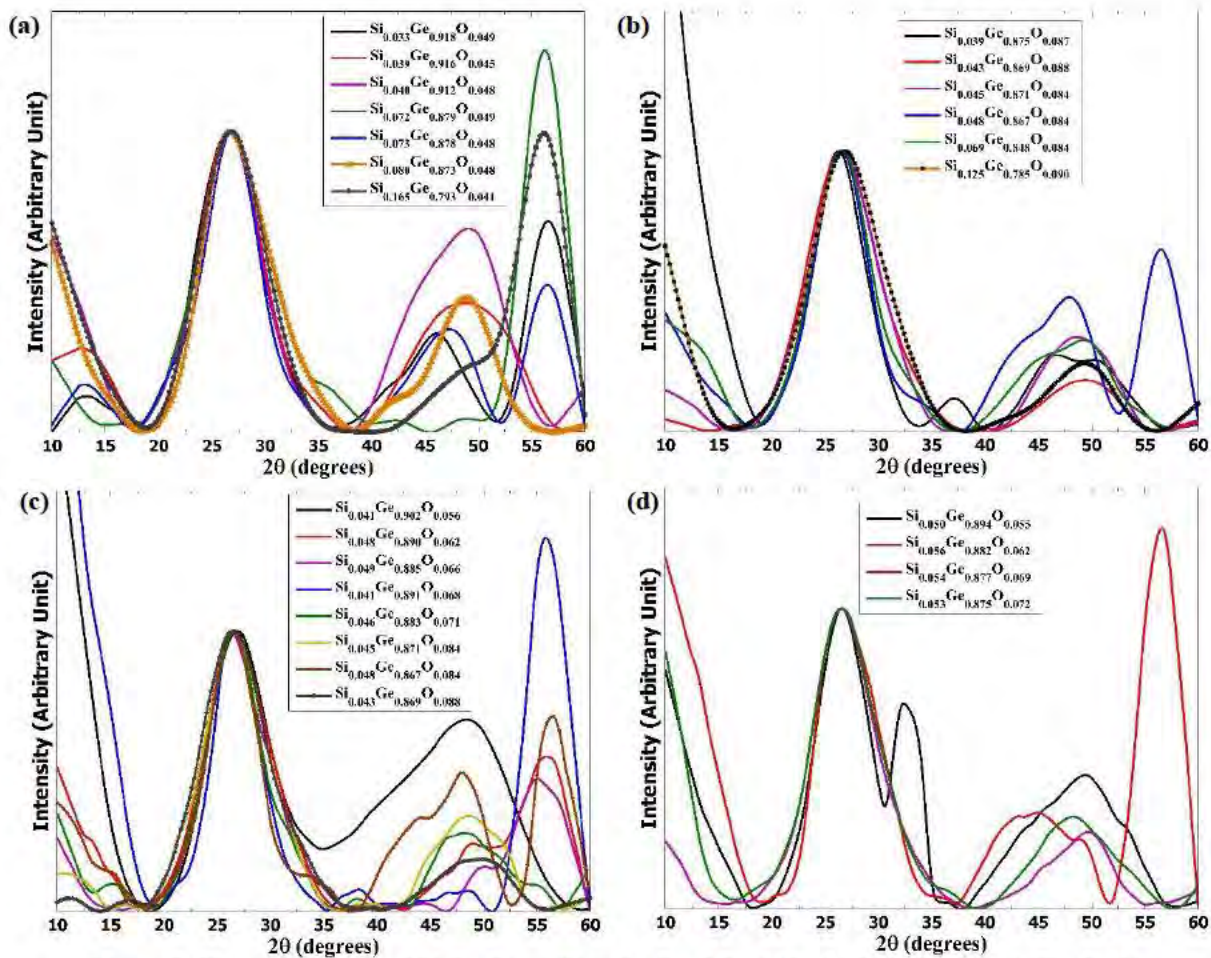 (a)
Si0.033Ge0.918O0.049
Si0.039Ge0.916O0.045
Si0.040Ge0.912O0.048
Si0.072Ge0.879O0.049
Si0.073Ge0.878O0.048
Si0.080Ge0.873O0.048
Si0.165Ge0.793O0.041
Intensity (Arbitrary Unit)
10 15 20 25 30 35 40 45 50 55 60
2θ (degrees)
(b)
Si0.039Ge0.875O0.087
Si0.043Ge0.869O0.088
Si0.045Ge0.871O0.084
Si0.048Ge0.867O0.084
Si0.069Ge0.848O0.084
Si0.125Ge0.785O0.090
Intensity (Arbitrary Unit)
10 15 20 25 30 35 40 45 50 55 60
2θ (degrees)
(c)
Si0.041Ge0.902O0.056
Si0.048Ge0.890O0.062
Si0.049Ge0.885O0.066
Si0.041Ge0.891O0.068
Si0.046Ge0.883O0.071
Si0.045Ge0.871O0.084
Si0.048Ge0.867O0.084
Si0.043Ge0.869O0.088
Intensity (Arbitrary Unit)
10 15 20 25 30 35 40 45 50 55 60
2θ (degrees)
(d)
Si0.050Ge0.894O0.055
Si0.056Ge0.882O0.062
Si0.054Ge0.877O0.069
Si0.053Ge0.875O0.072
Intensity (Arbitrary Unit)
10 15 20 25 30 35 40 45 50 55 60
2θ (degrees)